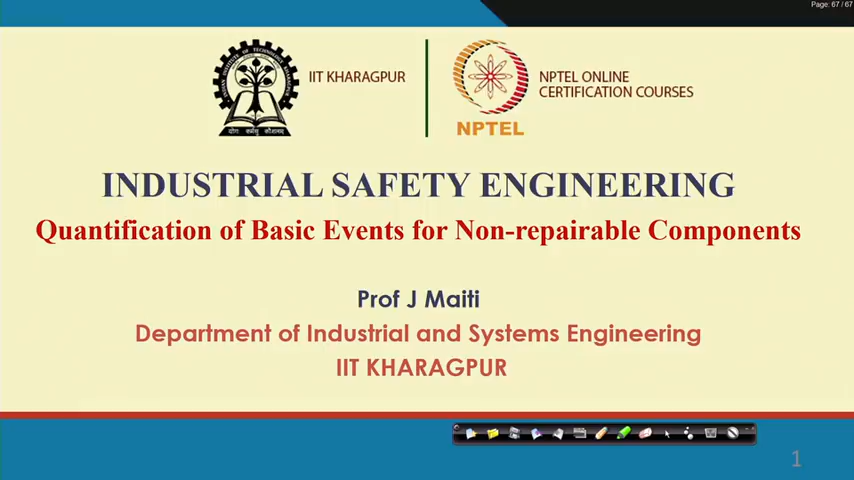 Page: 67 / 67
IIT KHARAGPUR
NPTEL ONLINE
CERTIFICATION COURSES
NPTEL
INDUSTRIAL SAFETY ENGINEERING
Quantification of Basic Events for Non-repairable Components
Prof J Maiti
Department of Industrial and Systems Engineering
IIT KHARAGPUR
1